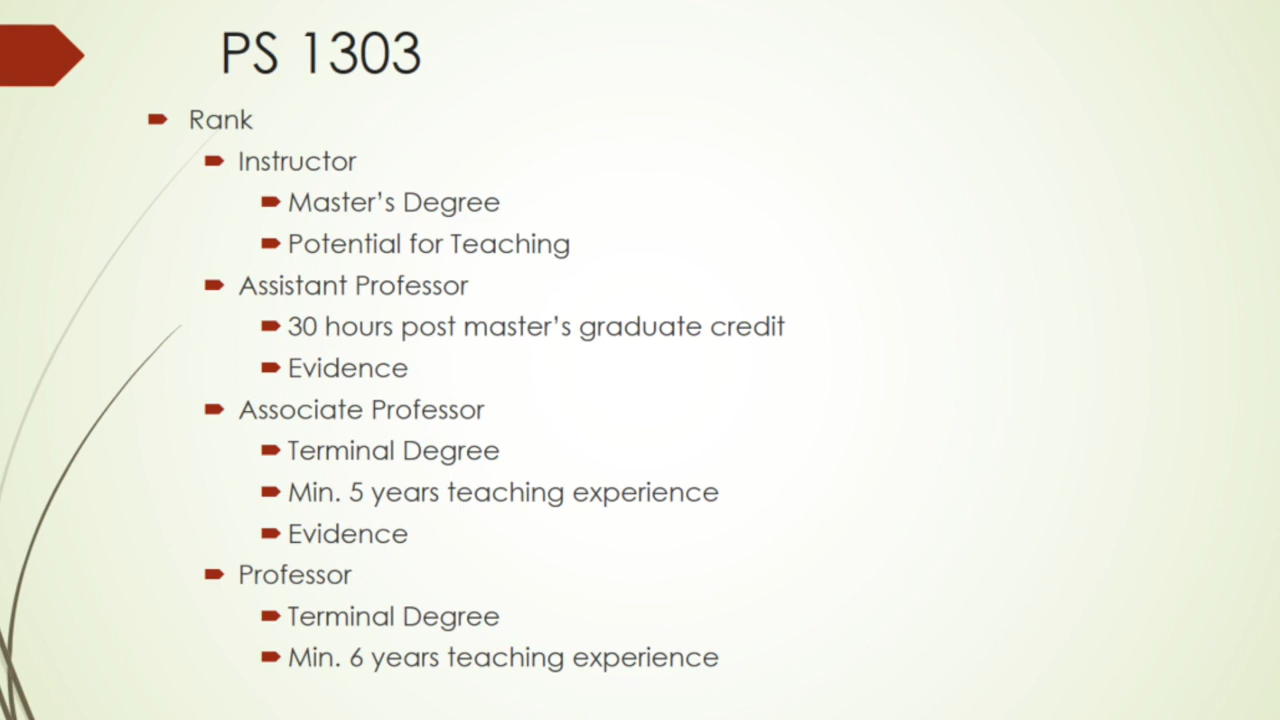 PS 1303
Rank
Instructor
Master's Degree
Potential for Teaching
Assistant Professor
30 hours post master's graduate credit
Evidence
Associate Professor
Terminal Degree
Min. 5 years teaching experience
Evidence
Professor
Terminal Degree
Min. 6 years teaching experience